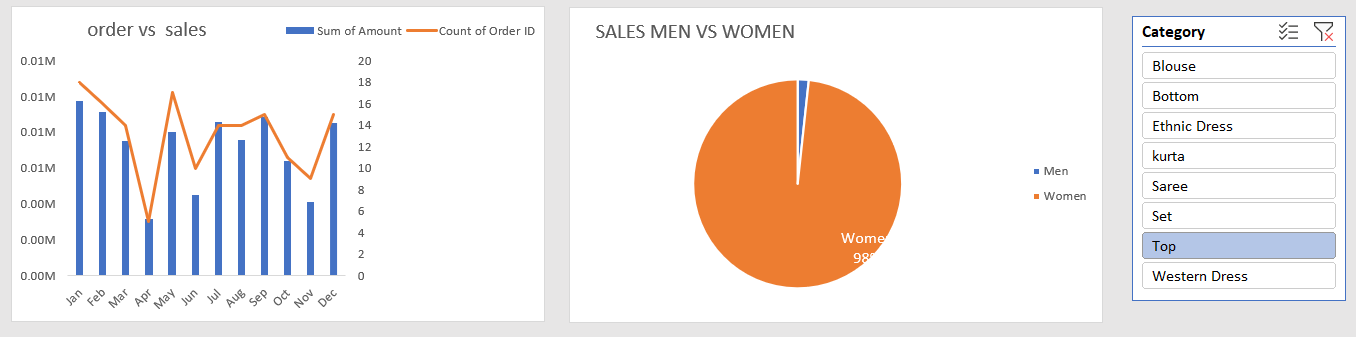 order vs sales
Sum of Amount
Count of Order ID
0.01M
0.01M
0.01M
0.01M
0.00M
0.00M
0.00M
20
18
16
14
12
10
8
6
4
2
0
Jan
Feb
Mar
Apr
May
Jun
Jul
Aug
Sep
Oct
Nov
Dec
SALES MEN VS WOMEN
Men
Women
Category
Blouse
Bottom
Ethnic Dress
kurta
Saree
Set
Top
Western Dress